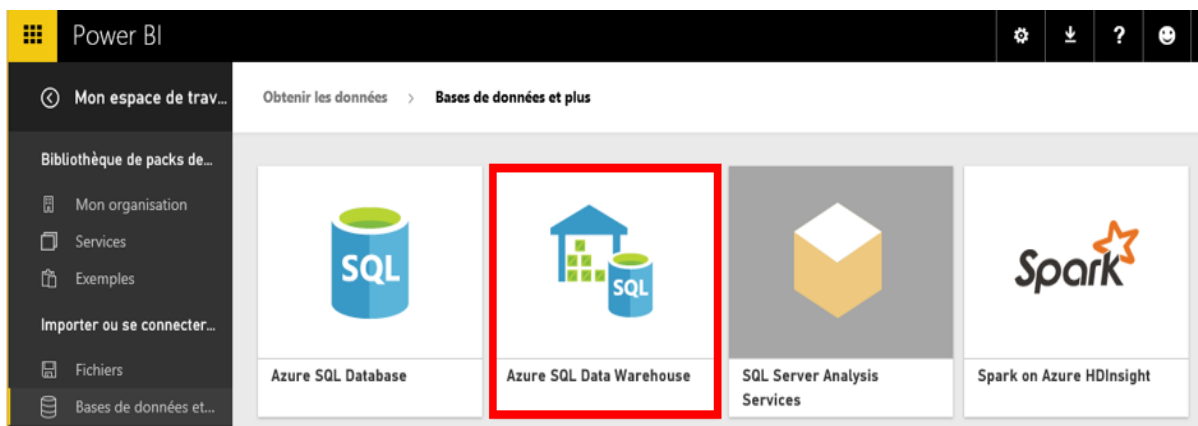 Power BI
?
Mon espace de trav...
Obtenir les données > Bases de données et plus
Bibliothèque de packs de...
Mon organisation
Services
Exemples
Importer ou se connecter...
Fichiers
Bases de données et...
SQL
SQL
Spark
Azure SQL Database
Azure SQL Data Warehouse
SQL Server Analysis
Services
Spark on Azure HDInsight